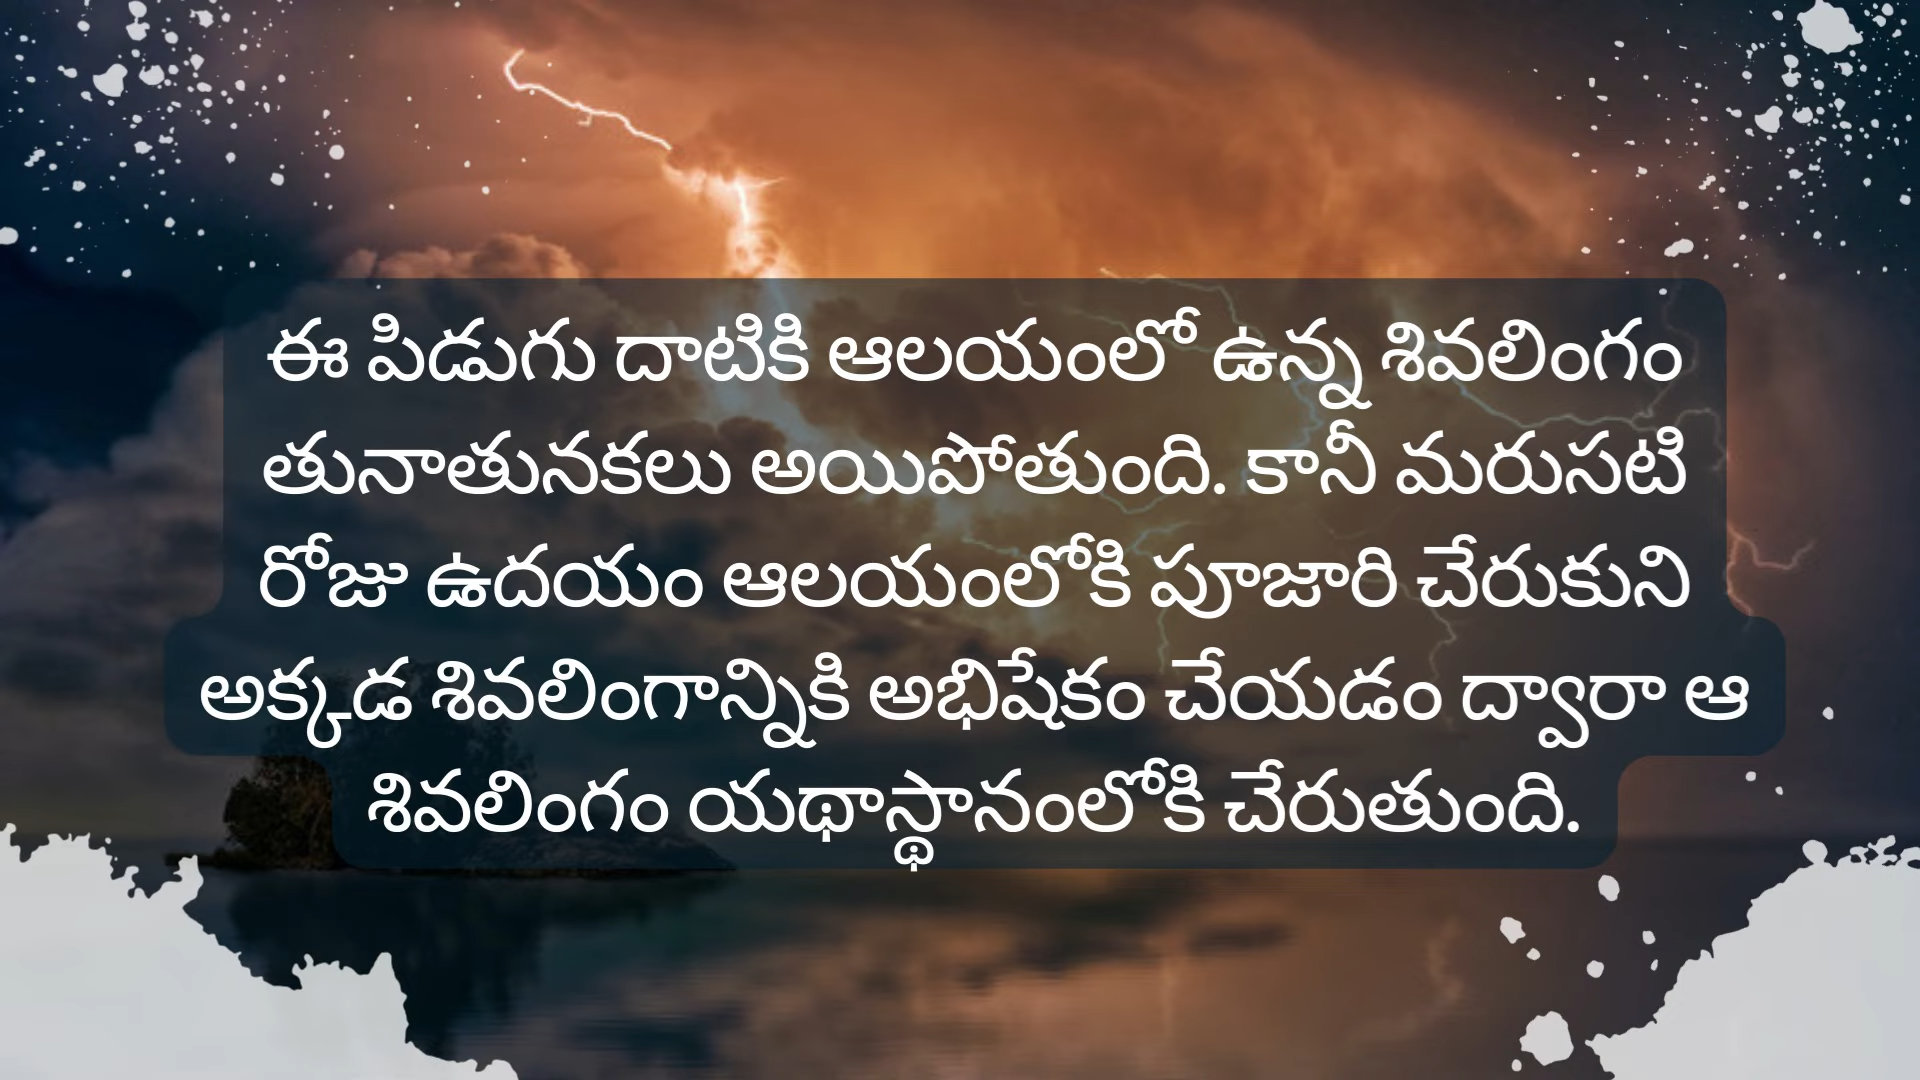 ఈ పిడుగు దాటికి ఆలయంలో ఉన్న శివలింగం
తునాతునకలు అయిపోతుంది. కానీ మరుసటి
రోజు ఉదయం ఆలయంలోకి పూజారి చేరుకుని
అక్కడ శివలింగాన్నికి అభిషేకం చేయడం ద్వారా ఆ
శివలింగం యథాస్థానంలోకి చేరుతుంది.